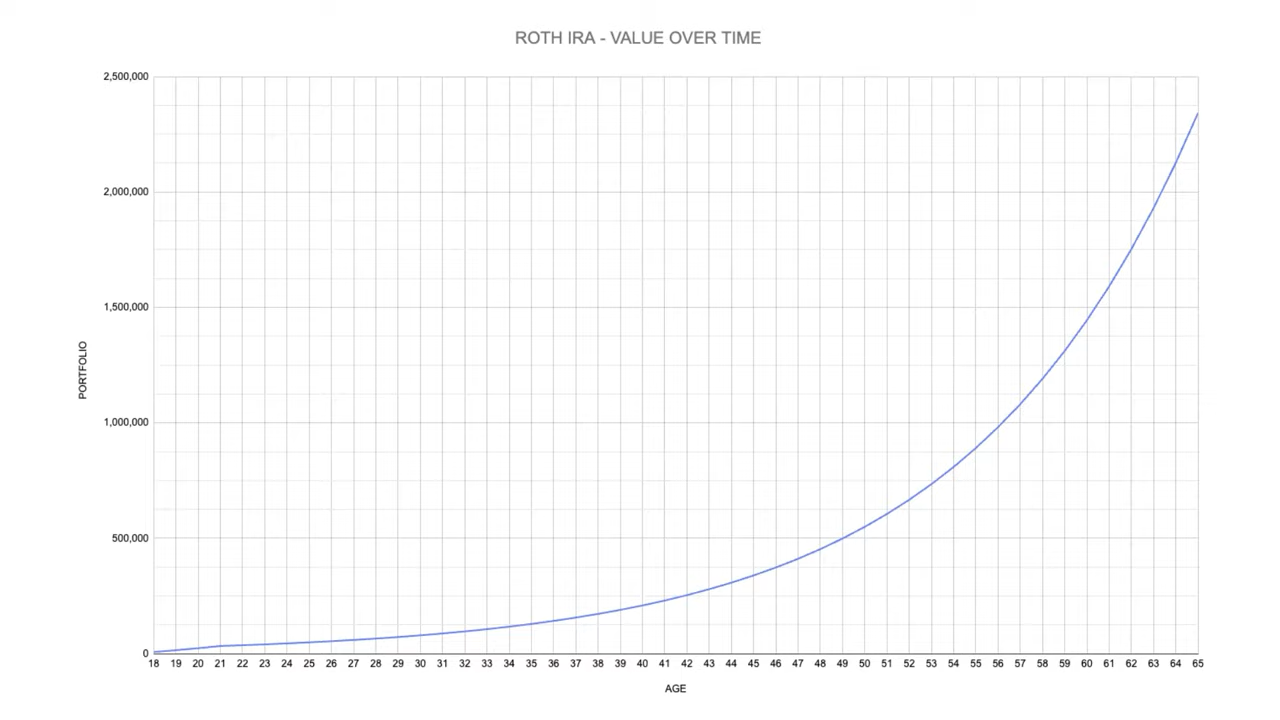 ROTH IRA - VALUE OVER TIME
2,500,000
2,000,000
1,500,000
1,000,000
500,000
0
PORTFOLIO
18 19 20 21 22 23 24 25 26 27 28 29 30 31 32 33 34 35 36 37 38 39 40 41 42 43 44 45 46 47 48 49 50 51 52 53 54 55 56 57 58 59 60 61 62 63 64 65
AGE